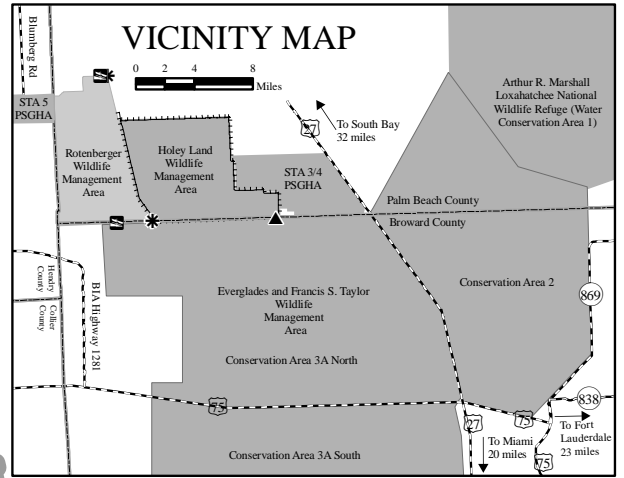 VICINITY MAP
0 2 4 8
Miles
Blumberg Rd
STA 5
PSGHA
Rotenberger
Wildlife
Management
Area
Holey Land
Wildlife
Management
Area
STA 3/4
PSGHA
27
To South Bay
32 miles
Arthur R. Marshall
Loxahatchee National
Wildlife Refuge (Water
Conservation Area 1)
Palm Beach County
Broward County
Hendry
County
Collier
County
BIA Highway 1281
Everglades and Francis S. Taylor
Wildlife
Management
Area
Conservation Area 2
869
Conservation Area 3A North
75
838
27
75
To Fort
Lauderdale
23 miles
To Miami
20 miles
75
Conservation Area 3A South